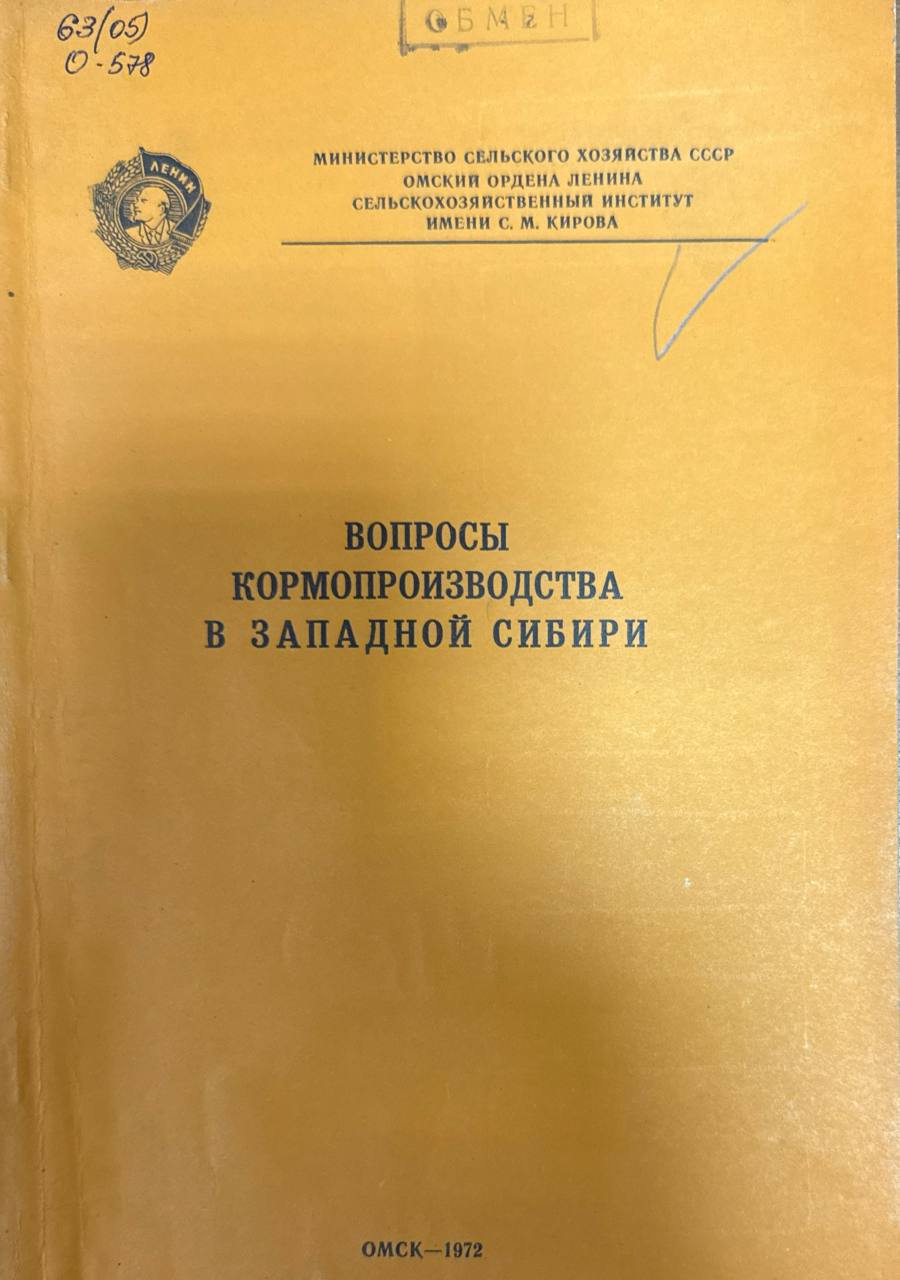 63(05)
О-578
ОБМЕН
ЛЕНИН
МИНИСТЕРСТВО СЕЛЬСКОГО ХОЗЯЙСТВА СССР
ОМСКИЙ ОРДЕНА ЛЕНИНА
СЕЛЬСКОХОЗЯЙСТВЕННЫЙ ИНСТИТУТ
ИМЕНИ С. М. КИРОВА
ВОПРОСЫ
КОРМОПРОИЗВОДСТВА
В ЗАПАДНОЙ СИБИРИ
ОМСК—1972